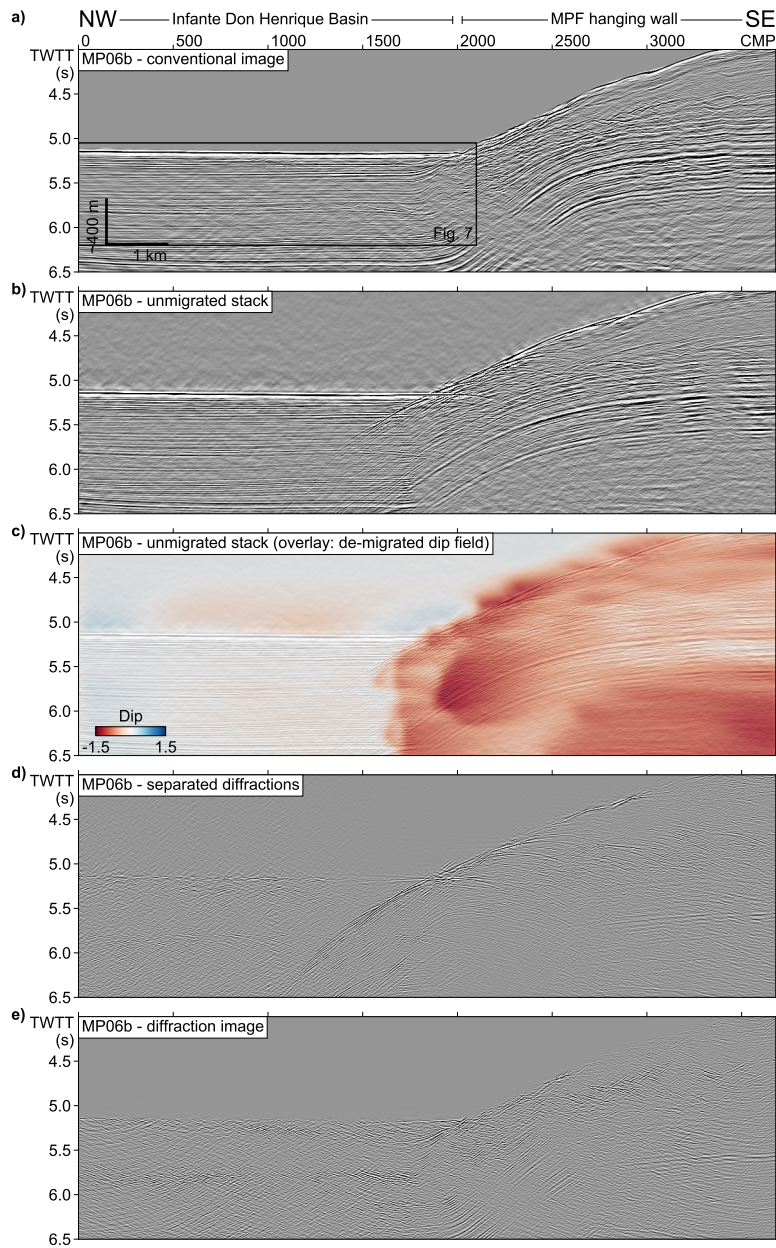 a) NW Infante Don Henrique Basin MPF hanging wall SE
0 500 1000 1500 2000 2500 3000 CMP
TWTT
(s)
MP06b - conventional image
4.5
5.0
5.5
6.0
6.5
~400 m
1 km
Fig. 7
b) TWTT
(s)
MP06b - unmigrated stack
4.5
5.0
5.5
6.0
6.5
c) TWTT
(s)
MP06b - unmigrated stack (overlay: de-migrated dip field)
4.5
5.0
5.5
6.0
6.5
Dip
-1.5 1.5
d) TWTT
(s)
MP06b - separated diffractions
4.5
5.0
5.5
6.0
6.5
e) TWTT
(s)
MP06b - diffraction image
4.5
5.0
5.5
6.0
6.5